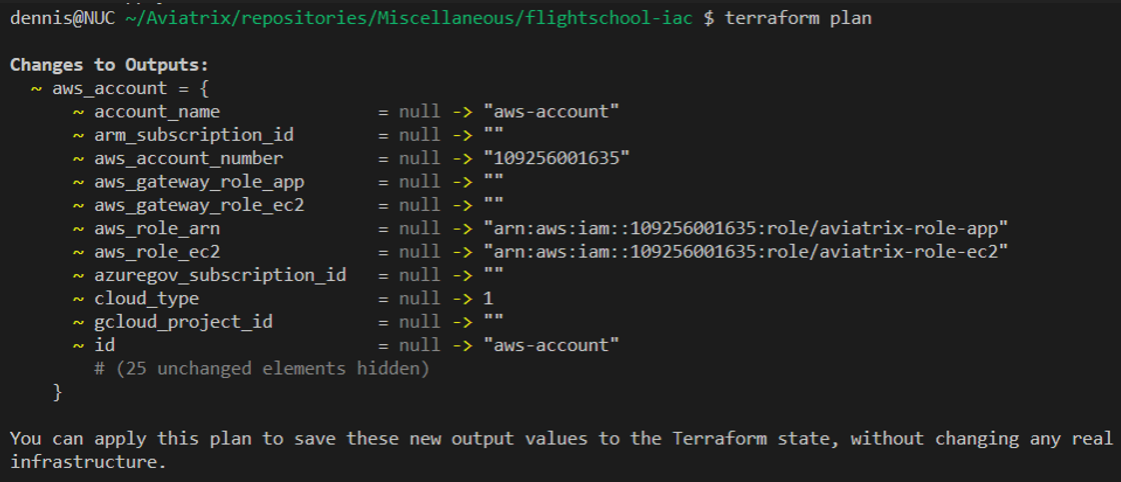 dennis@NUC ~/Aviatrix/repositories/Miscellaneous/flightschool-iac $ terraform plan
Changes to Outputs:
~ aws_account = {
~ account_name = null -> "aws-account"
~ arm_subscription_id = null -> ""
~ aws_account_number = null -> "109256001635"
~ aws_gateway_role_app = null -> ""
~ aws_gateway_role_ec2 = null -> ""
~ aws_role_arn = null -> "arn:aws:iam::109256001635:role/aviatrix-role-app"
~ aws_role_ec2 = null -> "arn:aws:iam::109256001635:role/aviatrix-role-ec2"
~ azuregov_subscription_id = null -> ""
~ cloud_type = null -> 1
~ gcloud_project_id = null -> ""
~ id = null -> "aws-account"
# (25 unchanged elements hidden)
}
You can apply this plan to save these new output values to the Terraform state, without changing any real
infrastructure.